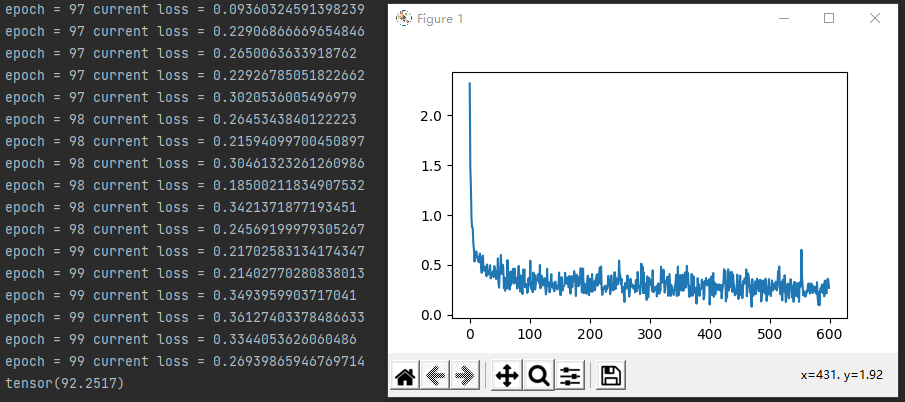 epoch = 97 current loss = 0.09360324591398239
epoch = 97 current loss = 0.22906866669654846
epoch = 97 current loss = 0.2650063633918762
epoch = 97 current loss = 0.22926785051822662
epoch = 97 current loss = 0.3020536005496979
epoch = 98 current loss = 0.2645343840122223
epoch = 98 current loss = 0.21594099700450897
epoch = 98 current loss = 0.30461323261260986
epoch = 98 current loss = 0.18500211834907532
epoch = 98 current loss = 0.3421371877193451
epoch = 98 current loss = 0.24569199979305267
epoch = 99 current loss = 0.21702583134174347
epoch = 99 current loss = 0.21402770280838013
epoch = 99 current loss = 0.3493959903717041
epoch = 99 current loss = 0.36127403378486633
epoch = 99 current loss = 0.3344053626060486
epoch = 99 current loss = 0.269398659467697​14
tensor(92.2517)
Figure 1
2.0
1.5
1.0
0.5
0.0
0 100 200 300 400 500 600
x=431. y=1.92